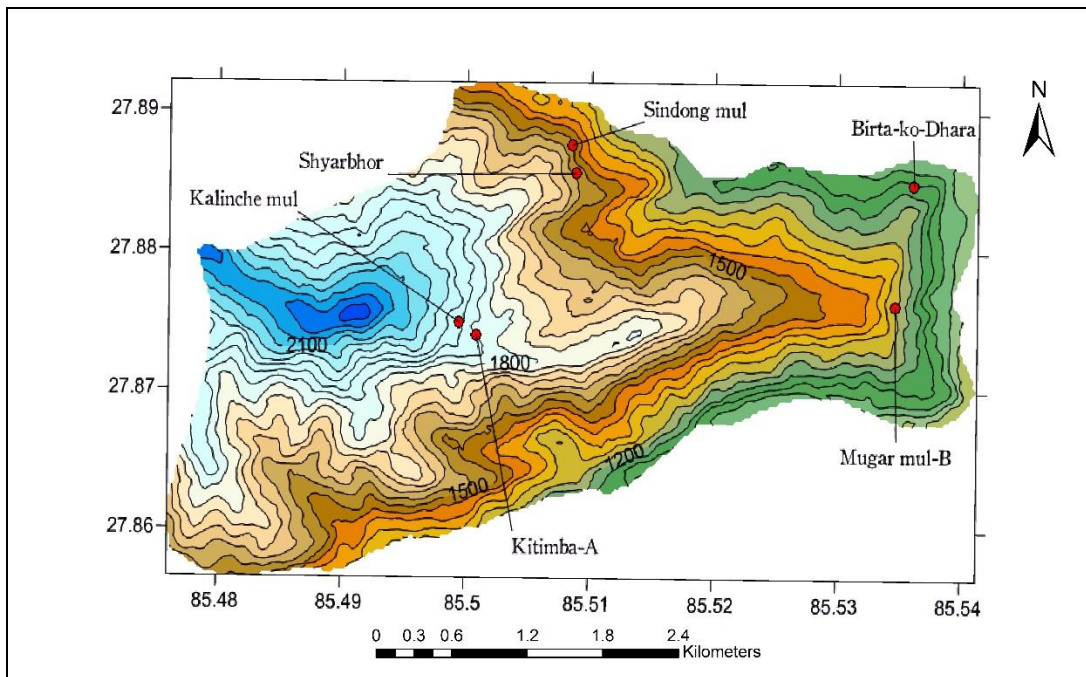 N
27.89
Sindong mul
Birta-ko-Dhara
Shyarbhor
Kalinche mul
27.88
1500
2100
1800
27.87
1200
Mugar mul-B
1500
27.86
Kitimba-A
85.48 85.49 85.5 85.51 85.52 85.53 85.54
0 0.3 0.6 1.2 1.8 2.4
Kilometers